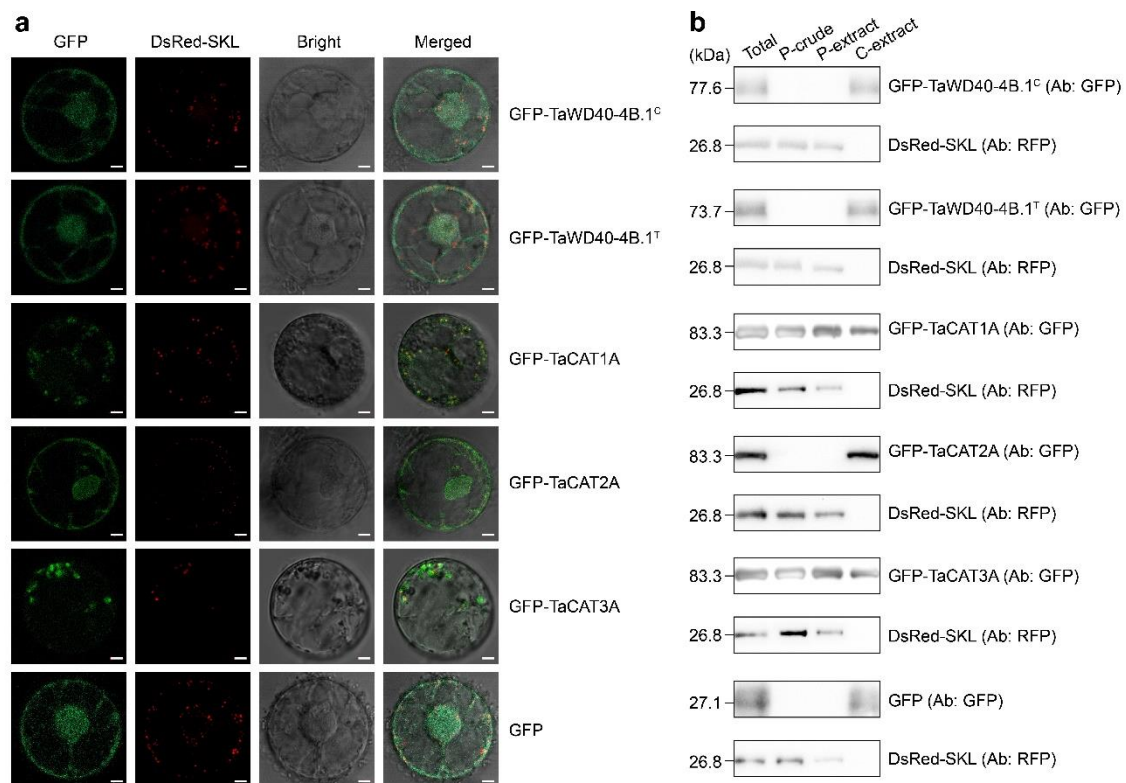 a
GFP DsRed-SKL Bright Merged
GFP-TaWD40-4B.1ᶜ
GFP-TaWD40-4B.1ᵀ
GFP-TaCAT1A
GFP-TaCAT2A
GFP-TaCAT3A
GFP
b
(kDa) Total P-crude P-extract C-extract
77.6 GFP-TaWD40-4B.1ᶜ (Ab: GFP)
26.8 DsRed-SKL (Ab: RFP)
73.7 GFP-TaWD40-4B.1ᵀ (Ab: GFP)
26.8 DsRed-SKL (Ab: RFP)
83.3 GFP-TaCAT1A (Ab: GFP)
26.8 DsRed-SKL (Ab: RFP)
83.3 GFP-TaCAT2A (Ab: GFP)
26.8 DsRed-SKL (Ab: RFP)
83.3 GFP-TaCAT3A (Ab: GFP)
26.8 DsRed-SKL (Ab: RFP)
27.1 GFP (Ab: GFP)
26.8 DsRed-SKL (Ab: RFP)